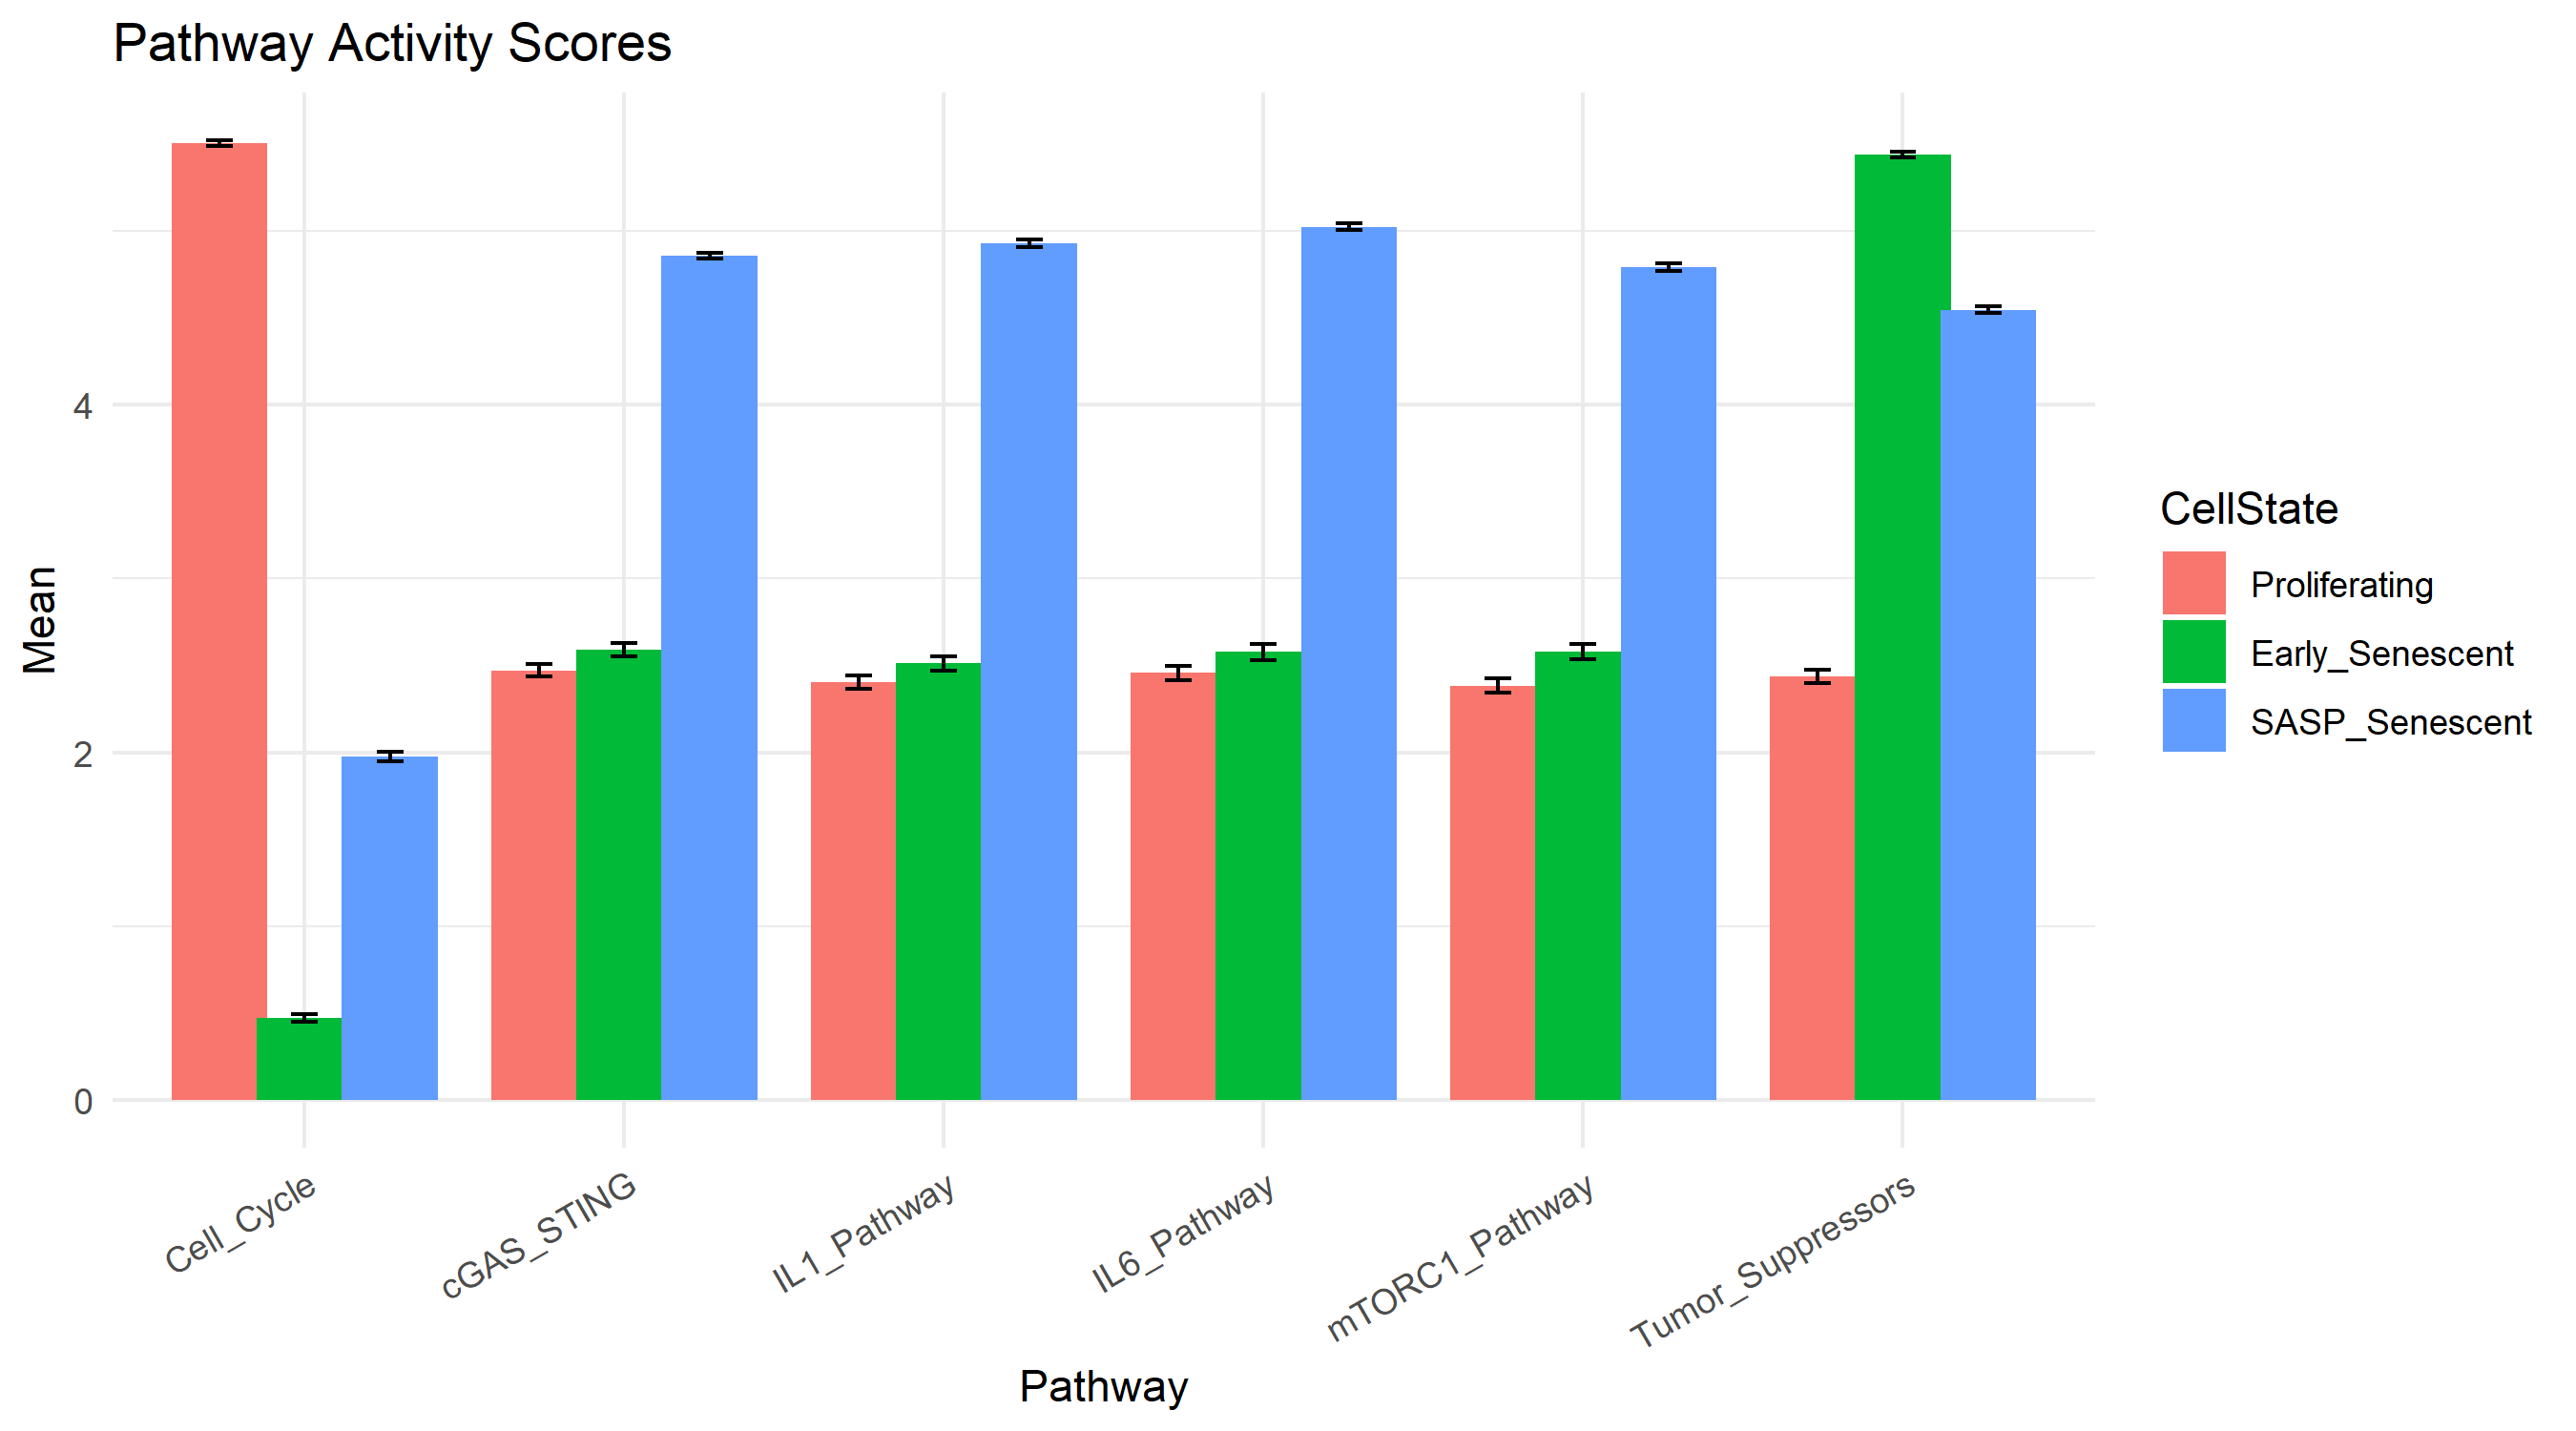 Pathway Activity Scores
Mean
4
2
0
Cell_Cycle
cGAS_STING
IL1_Pathway
IL6_Pathway
mTORC1_Pathway
Tumor_Suppressors
Pathway
CellState
Proliferating
Early_Senescent
SASP_Senescent